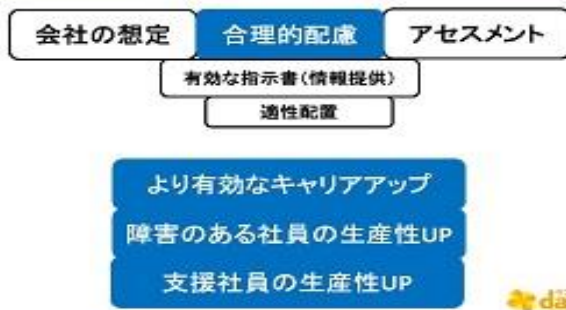 会社の想定 合理的配慮 アセスメント
有効な指示書(情報提供)
適性配置
より有効なキャリアアップ
障害のある社員の生産性UP
支援社員の生産性UP